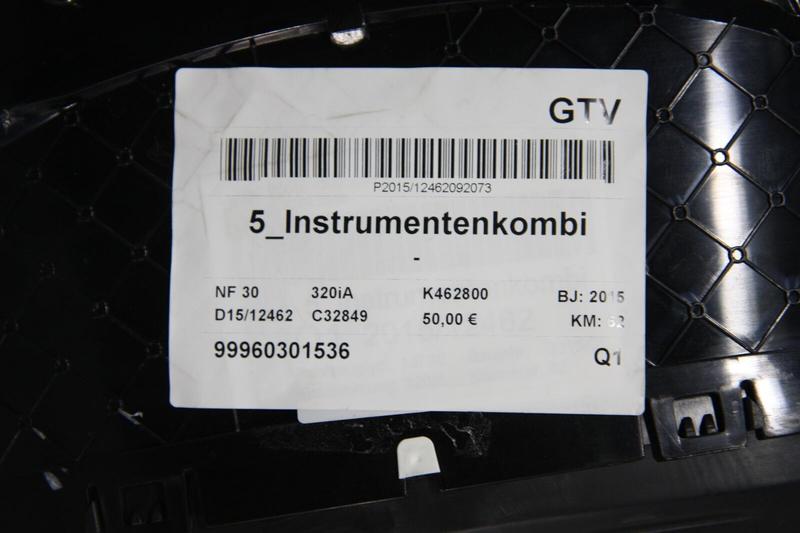 GTV
P2015/12462092073
5_Instrumentenkombi
-
NF 30 320iA K462800 BJ: 2015
D15/12462 C32849 50,00 € KM: 62
99960301536 Q1